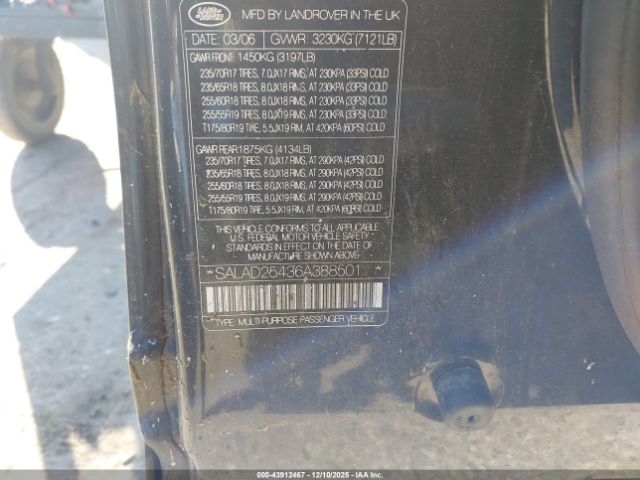 LAND ROVER
MFD BY LANDROVER IN THE UK
DATE 03/06 GVWR 3230KG (7121LB)
GAWR FRONT: 1450KG (3197LB)
235/70R17 TIRES, 7.0JX17 RIMS, AT 230KPA (33PSI) COLD
235/65R18 TIRES, 8.0JX18 RIMS, AT 230KPA (33PSI) COLD
255/60R18 TIRES, 8.0JX18 RIMS, AT 230KPA (33PSI) COLD
255/55R19 TIRES, 8.0JX19 RIMS, AT 230KPA (33PSI) COLD
T175/80R19 TIRE, 5.5JX19 RIM, AT 420KPA (60PSI) COLD
GAWR REAR: 1875KG (4134LB)
235/70R17 TIRES, 7.0JX17 RIMS, AT 290KPA (42PSI) COLD
235/65R18 TIRES, 8.0JX18 RIMS, AT 290KPA (42PSI) COLD
255/60R18 TIRES, 8.0JX18 RIMS, AT 290KPA (42PSI) COLD
255/55R19 TIRES, 8.0JX19 RIMS, AT 290KPA (42PSI) COLD
T175/80R19 TIRE, 5.5JX19 RIM, AT 420KPA (60PSI) COLD
THIS VEHICLE CONFORMS TO ALL APPLICABLE
U.S. FEDERAL MOTOR VEHICLE SAFETY
STANDARDS IN EFFECT ON THE DATE OF
MANUFACTURE SHOWN ABOVE
*SALAD25436A388501 *
TYPE: MULTI-PURPOSE PASSENGER VEHICLE
000-43912467 - 12/10/2025 - COPYRIGHT © IAA, LLC